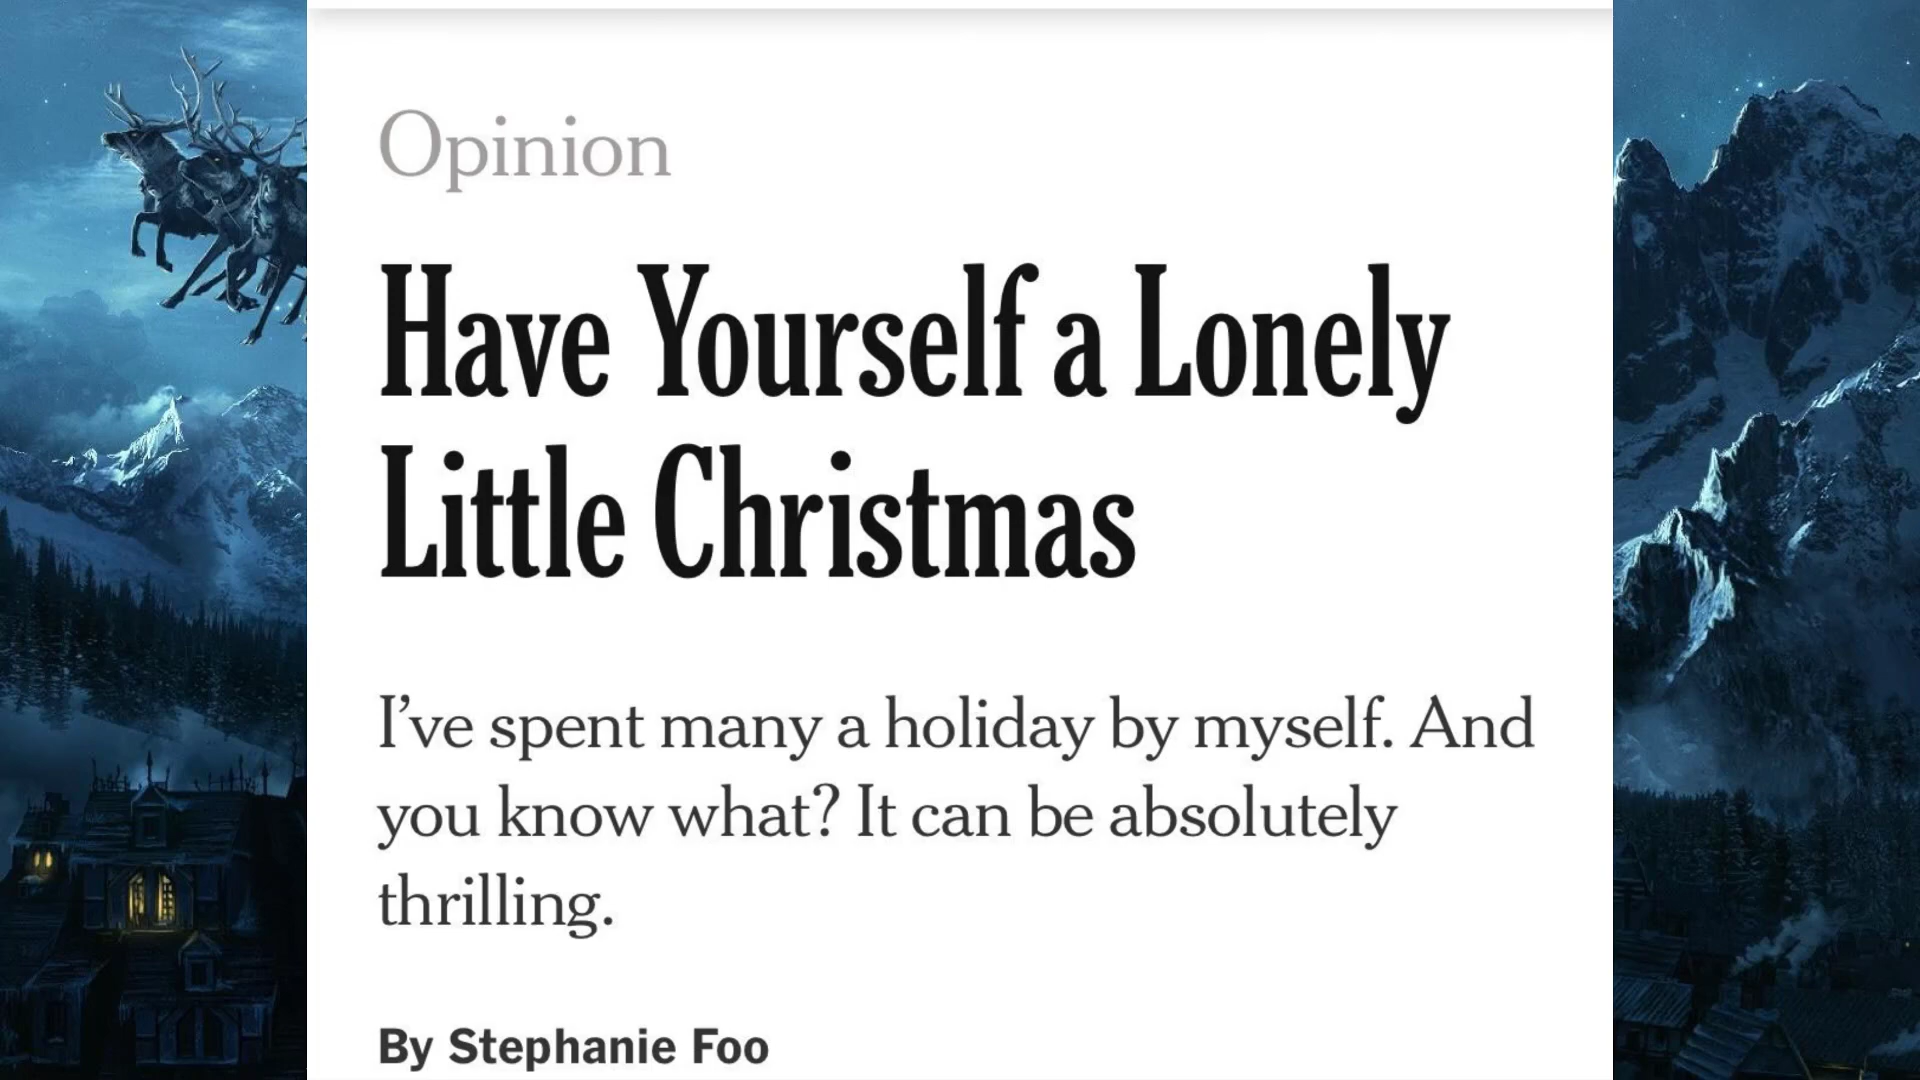 Opinion
Have Yourself a Lonely
Little Christmas
I’ve spent many a holiday by myself. And
you know what? It can be absolutely
thrilling.
By Stephanie Foo